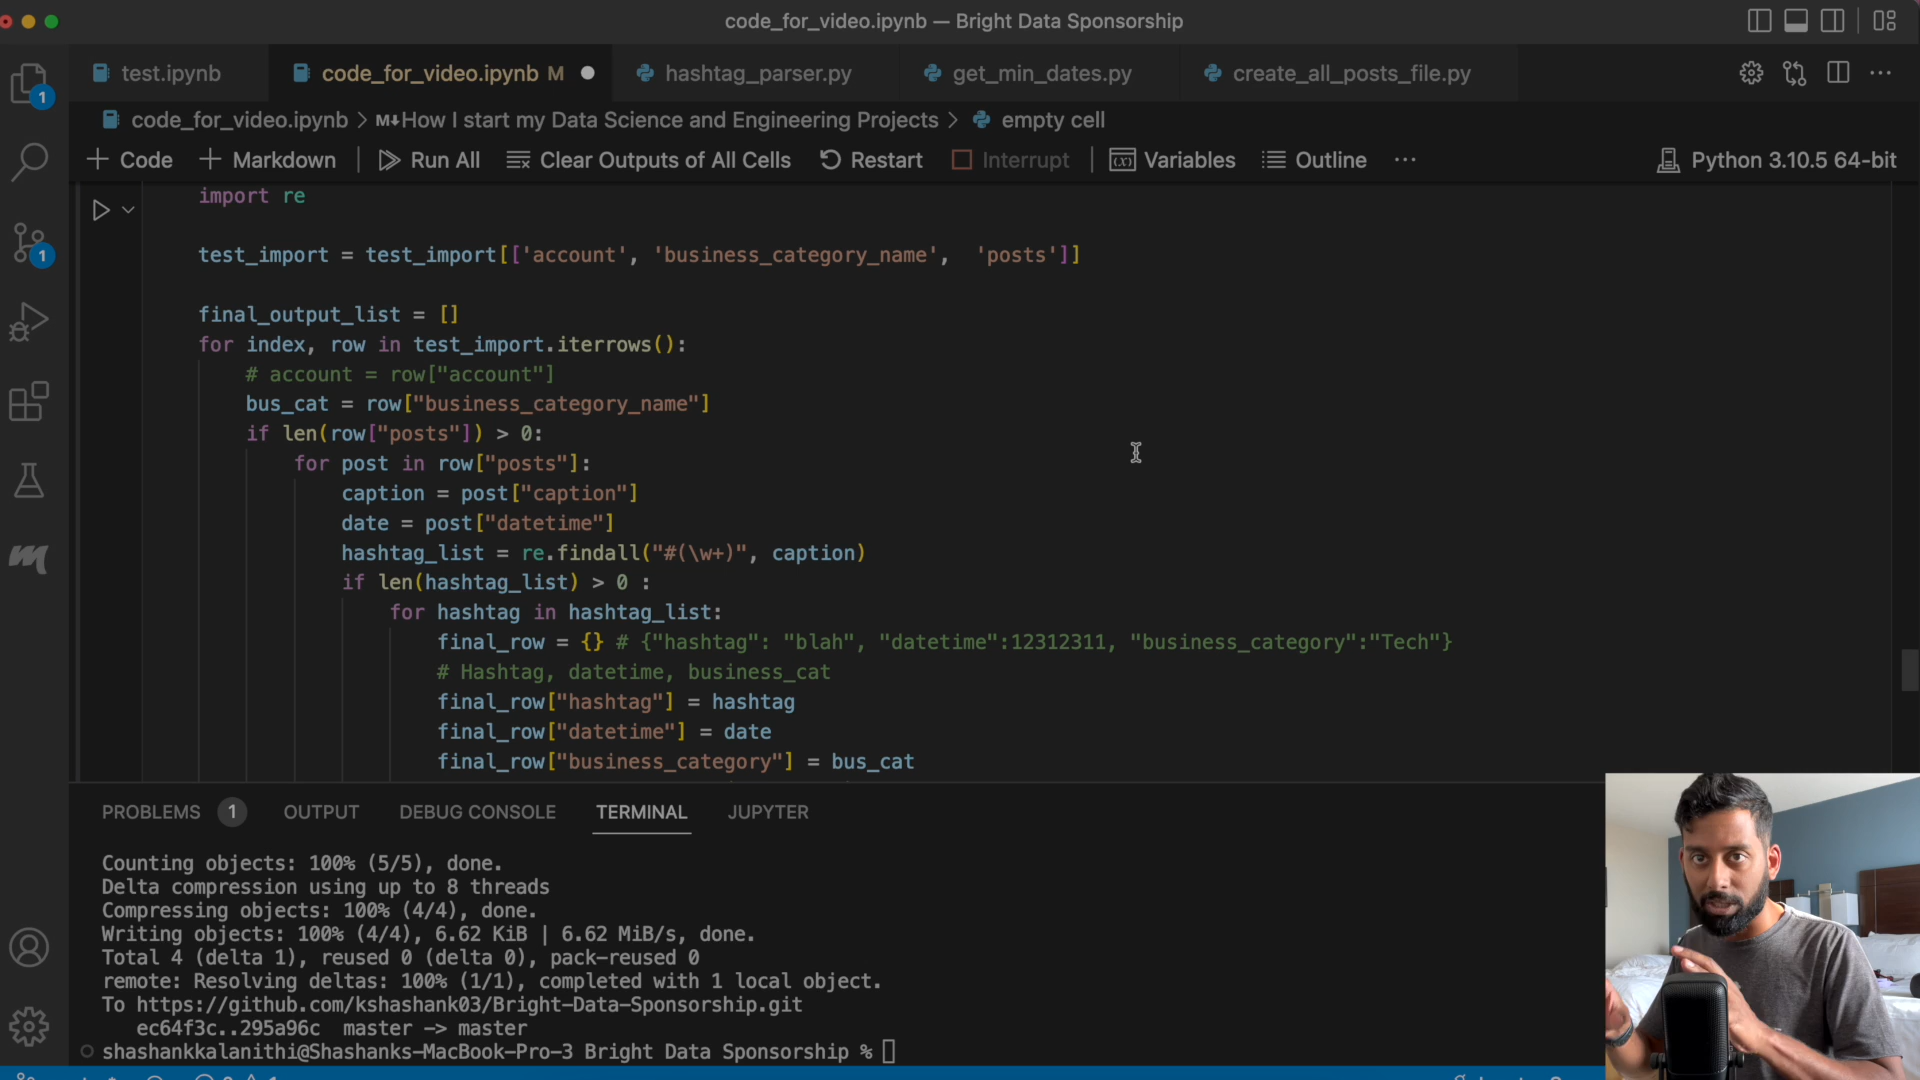 code_for_video.ipynb — Bright Data Sponsorship
test.ipynb
code_for_video.ipynb M
hashtag_parser.py
get_min_dates.py
create_all_posts_file.py
1
code_for_video.ipynb > M↓How I start my Data Science and Engineering Projects > empty cell
+ Code + Markdown | Run All Clear Outputs of All Cells Restart Interrupt | Variables Outline ··· Python 3.10.5 64-bit
import re
1
test_import = test_import[['account', 'business_category_name',  'posts']]
final_output_list = []
for index, row in test_import.iterrows():
# account = row["account"]
bus_cat = row["business_category_name"]
if len(row["posts"]) > 0:
for post in row["posts"]:
caption = post["caption"]
date = post["datetime"]
hashtag_list = re.findall("#(\w+)", caption)
if len(hashtag_list) > 0 :
for hashtag in hashtag_list:
final_row = {} # {"hashtag": "blah", "datetime":12312311, "business_category":"Tech"}
# Hashtag, datetime, business_cat
final_row["hashtag"] = hashtag
final_row["datetime"] = date
final_row["business_category"] = bus_cat
PROBLEMS 1 OUTPUT DEBUG CONSOLE TERMINAL JUPYTER
Counting objects: 100% (5/5), done.
Delta compression using up to 8 threads
Compressing objects: 100% (4/4), done.
Writing objects: 100% (4/4), 6.62 KiB | 6.62 MiB/s, done.
Total 4 (delta 1), reused 0 (delta 0), pack-reused 0
remote: Resolving deltas: 100% (1/1), completed with 1 local object.
To https://github.com/kshashank03/Bright-Data-Sponsorship.git
ec64f3c..295a96c  master -> master
shashankkalanithi@Shashanks-MacBook-Pro-3 Bright Data Sponsorship %